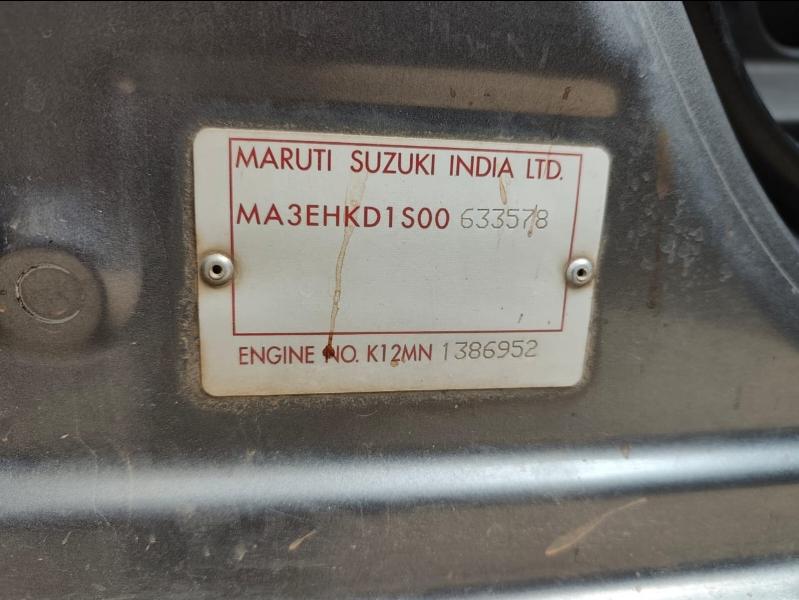 MARUTI SUZUKI INDIA LTD.
MA3EHKD1S00 633578
ENGINE NO. K12MN 1386952